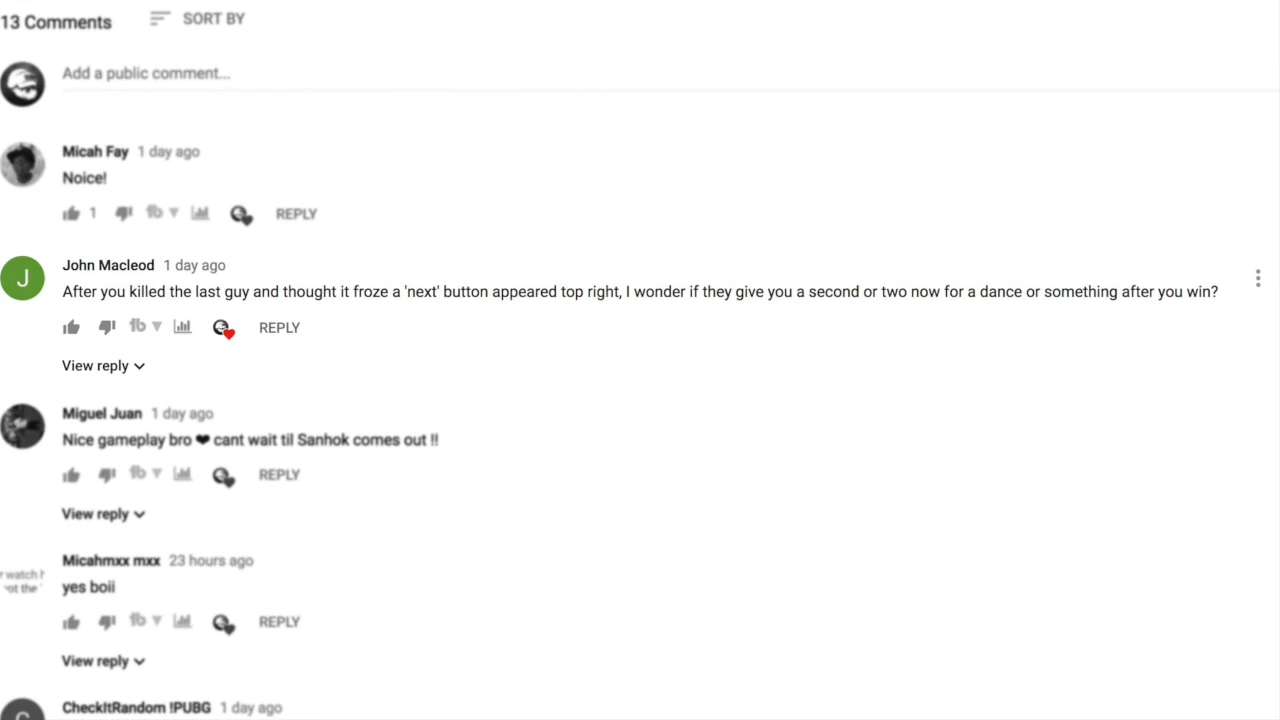 13 Comments
SORT BY
Add a public comment...
Micah Fay 1 day ago
Noice!
1
REPLY
J
John Macleod 1 day ago
After you killed the last guy and thought it froze a 'next' button appeared top right, I wonder if they give you a second or two now for a dance or something after you win?
REPLY
View reply
Miguel Juan 1 day ago
Nice gameplay bro ❤ cant wait til Sanhok comes out !!
REPLY
View reply
Micahmxx mxx 23 hours ago
yes boii
REPLY
View reply
CheckItRandom !PUBG 1 day ago